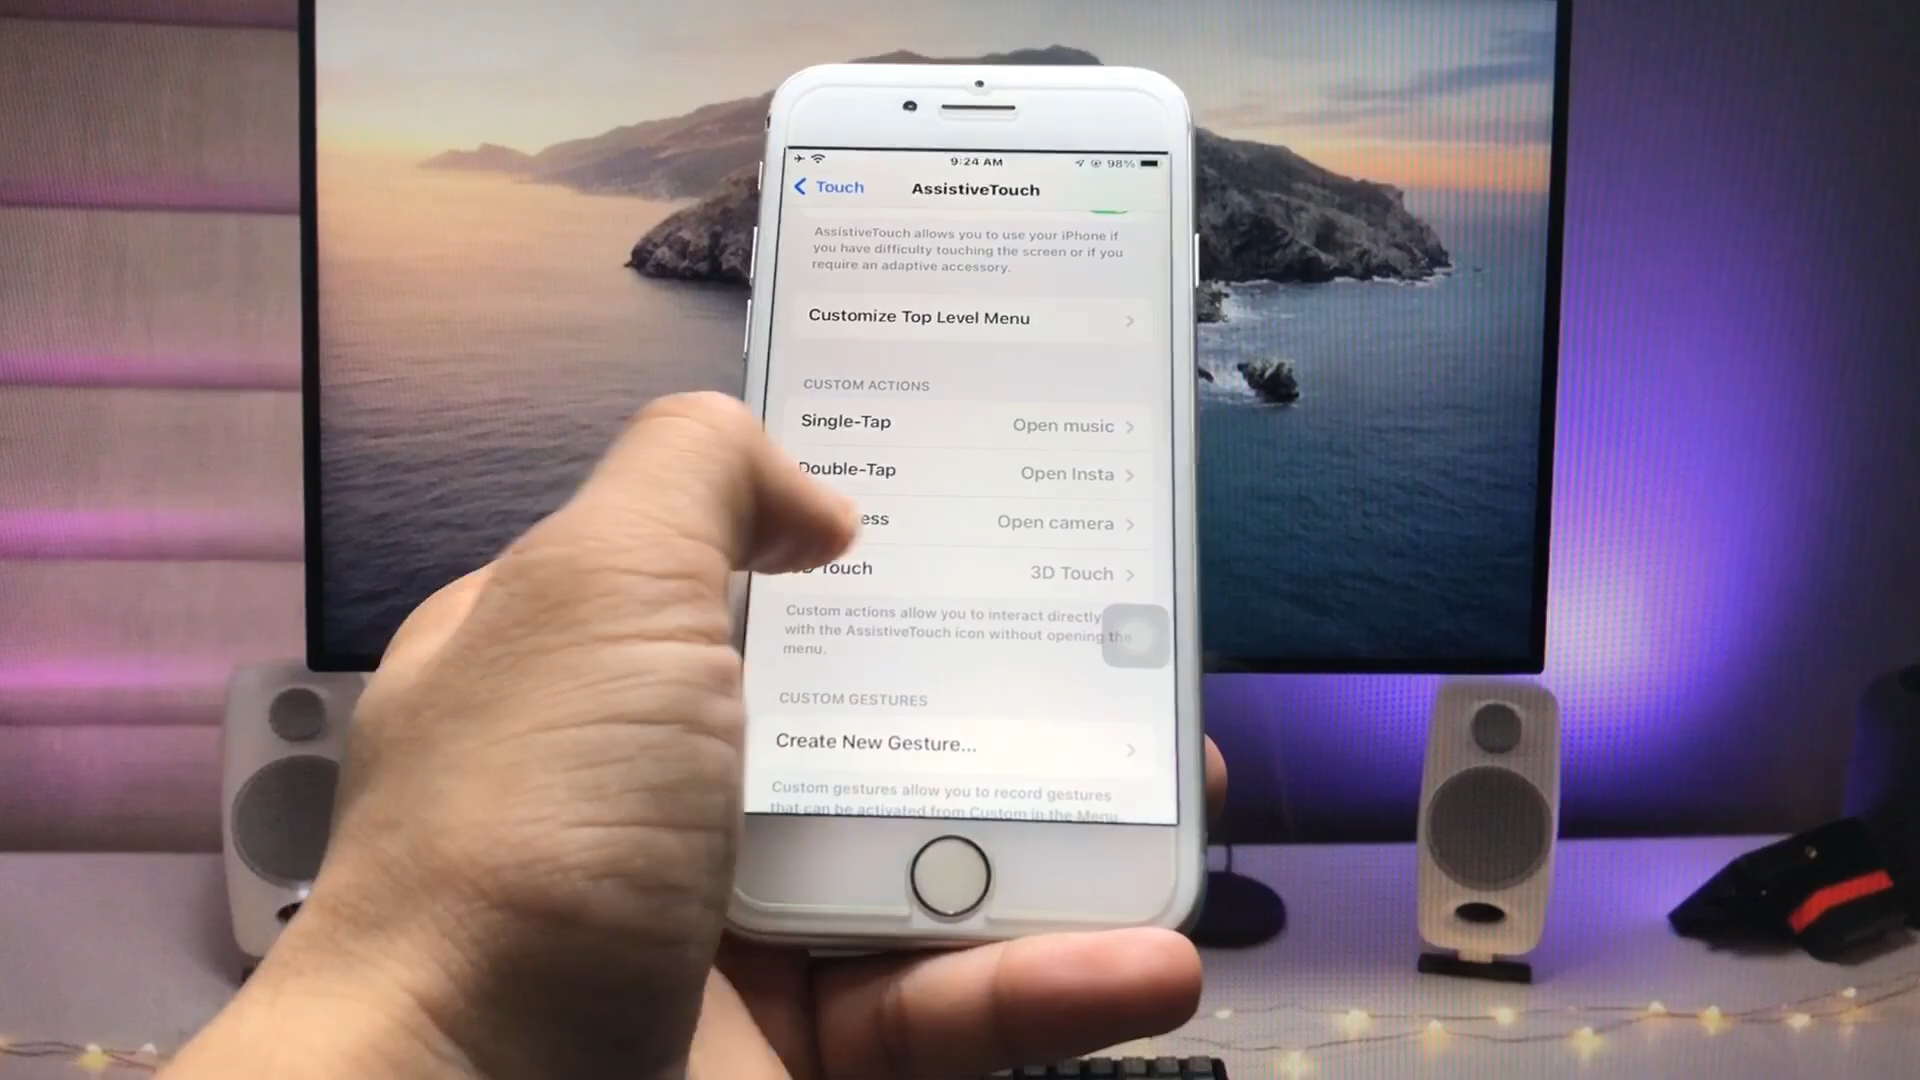 9:24 AM
98%
Touch
AssistiveTouch
AssistiveTouch allows you to use your iPhone if
you have difficulty touching the screen or if you
require an adaptive accessory.
Customize Top Level Menu
CUSTOM ACTIONS
Single-Tap Open music
Double-Tap Open Insta
ess Open camera
3D Touch 3D Touch
Custom actions allow you to interact directly
with the AssistiveTouch icon without opening the
menu.
CUSTOM GESTURES
Create New Gesture...
Custom gestures allow you to record gestures
that can be activated from Custom in the Menu.